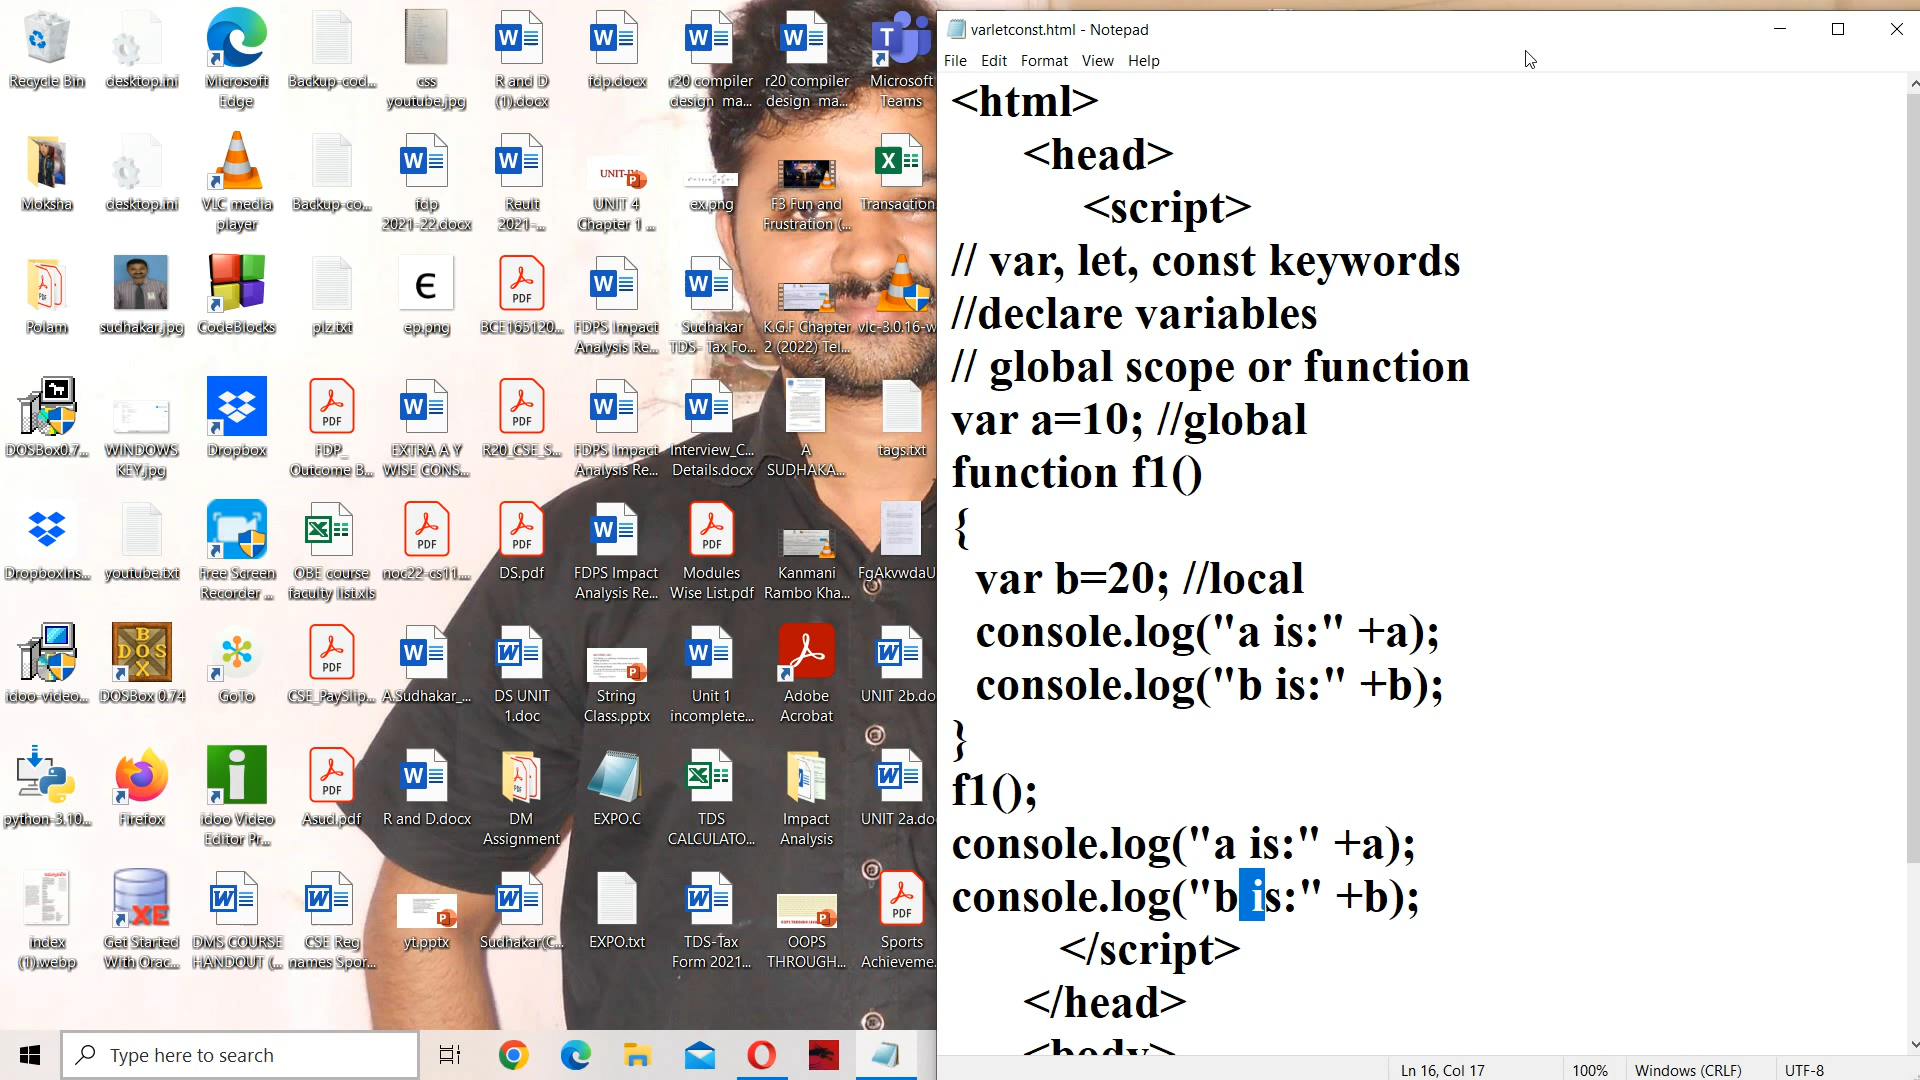 Recycle Bin
desktop.ini
Microsoft
Edge
Backup-cod...
css
youtube.jpg
R and D
(1).docx
fdp.docx
r20 compiler
design ma...
r20 compiler
design ma...
Microsoft
Teams
Moksha
desktop.ini
VLC media
player
Backup-co...
fdp
2021-22.docx
Reult
2021-...
UNIT 4
Chapter 1 ...
ex.png
F3 Fun and
Frustration (...
Transaction
Polam
sudhakar.jpg
CodeBlocks
plz.txt
ϵ
ep.png
BCE165120...
FDPS Impact
Analysis Re...
Sudhakar
TDS- Tax Fo...
K.G.F Chapter
2 (2022) Tel...
vlc-3.0.16-w
DOSBox0.7...
WINDOWS
KEY.jpg
Dropbox
FDP_
Outcome B...
EXTRA A Y
WISE CONS...
R20_CSE_S...
FDPS Impact
Analysis Re...
Interview_C...
Details.docx
A
SUDHAKA...
tags.txt
DropboxIns...
youtube.txt
Free Screen
Recorder ...
OBE course
faculty list.xls
noc22-cs11....
DS.pdf
FDPS Impact
Analysis Re...
Modules
Wise List.pdf
Kanmani
Rambo Kha...
FgAkvwdaU
idoo-video...
DOSBox 0.74
GoTo
CSE_PaySlip...
A.Sudhakar_...
DS UNIT
1.doc
String
Class.pptx
Unit 1
incomplete...
Adobe
Acrobat
UNIT 2b.do
python-3.10...
Firefox
idoo Video
Editor Pr...
Asud.pdf
R and D.docx
DM
Assignment
EXPO.C
TDS
CALCULATO...
Impact
Analysis
UNIT 2a.do
index
(1).webp
Get Started
With Orac...
DMS COURSE
HANDOUT (...
CSE Reg
names Spor...
yt.pptx
Sudhakar(C...
EXPO.txt
TDS-Tax
Form 2021...
OOPS
THROUGH...
Sports
Achieveme.
Type here to search
varletconst.html - Notepad
File Edit Format View Help
<html>
<head>
<script>
// var, let, const keywords
//declare variables
// global scope or function
var a=10; //global
function f1()
{
var b=20; //local
console.log("a is:" +a);
console.log("b is:" +b);
}
f1();
console.log("a is:" +a);
console.log("b is:" +b);
</script>
</head>
<body>
Ln 16, Col 17 100% Windows (CRLF) UTF-8